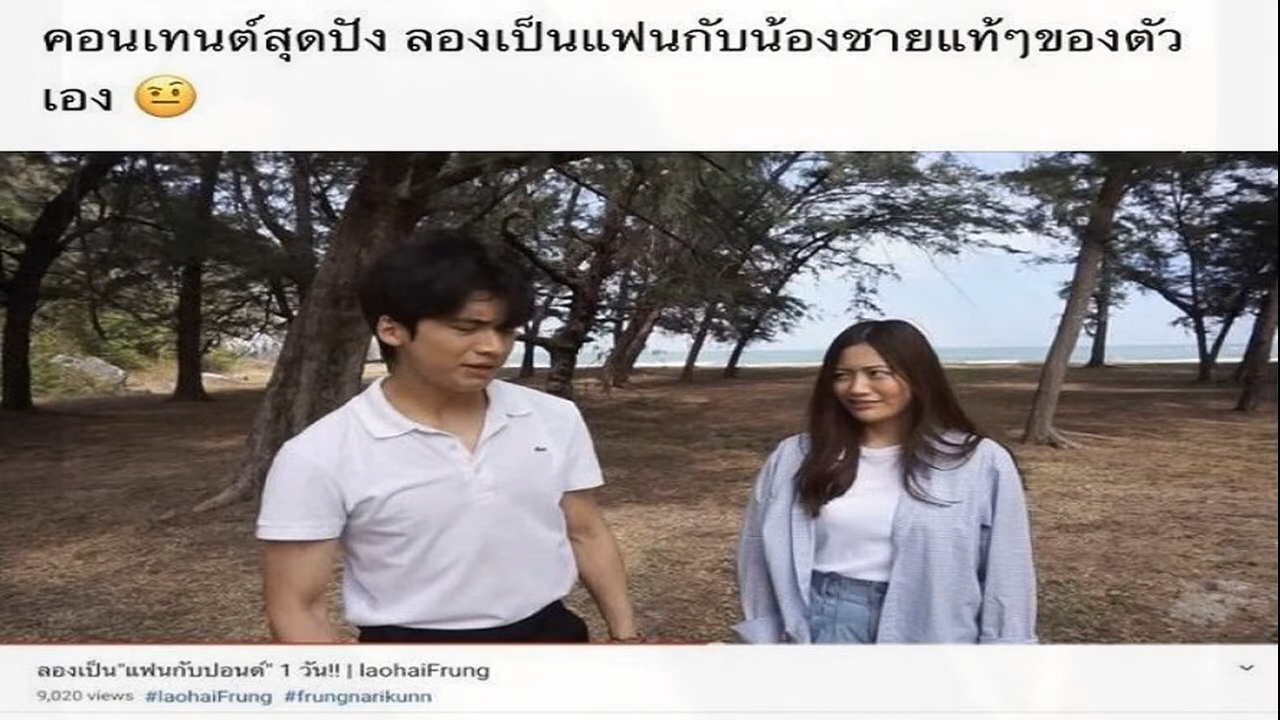 คอนเทนต์สุดปัง ลองเป็นแฟนกับน้องชายแท้ๆของตัว
เอง 🤨
ลองเป็น"แฟนกับปอนด์" 1 วัน!! | laohaiFrung
9,020 views #laohaiFrung #frungnarikunn